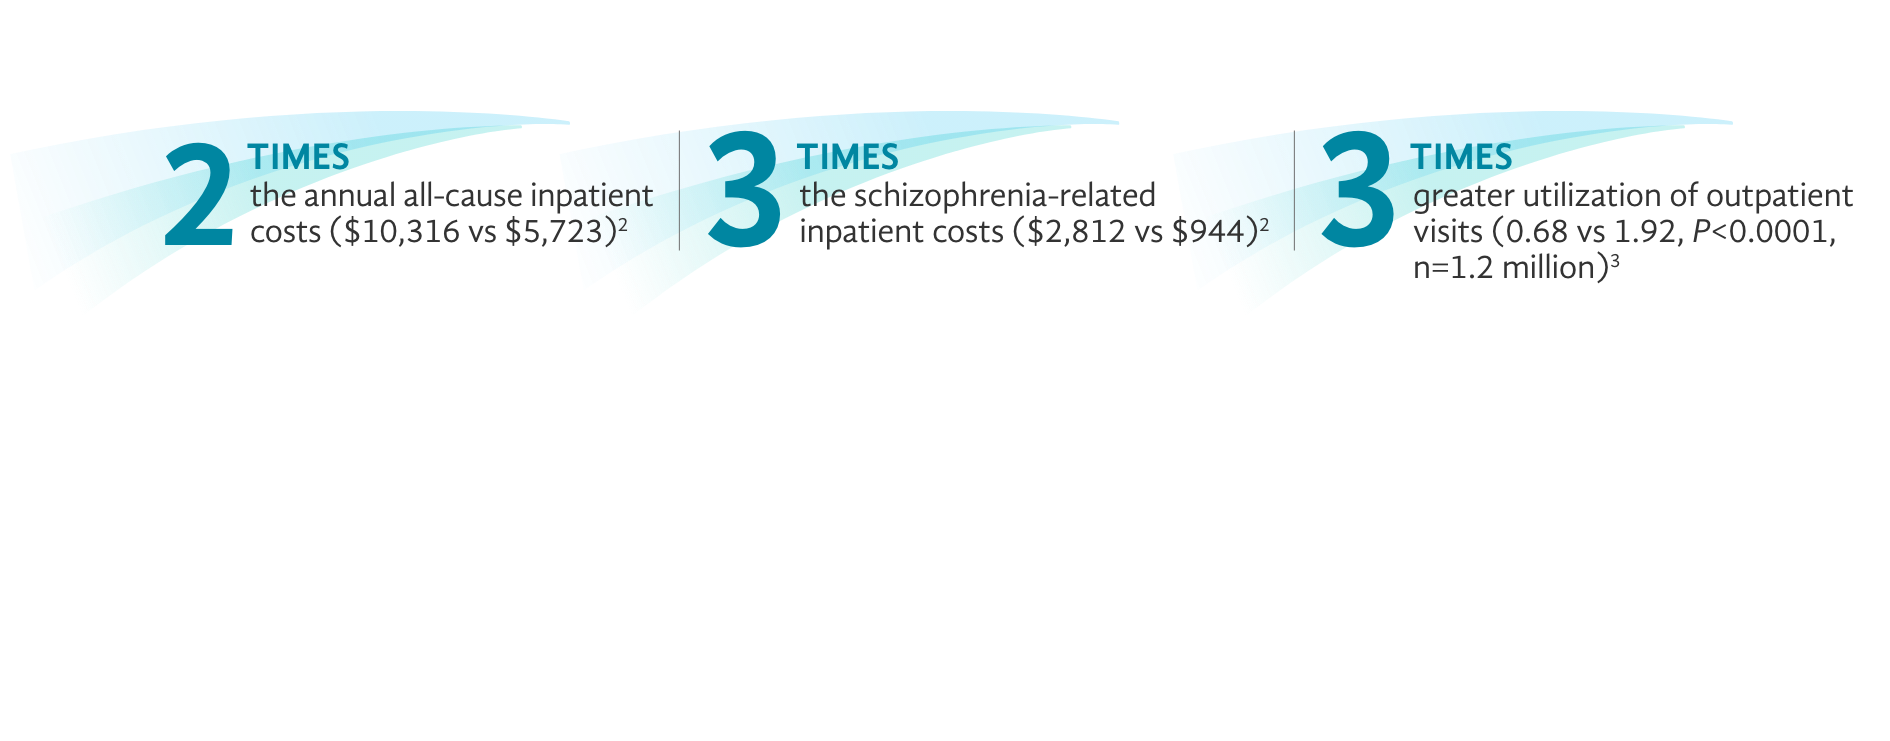 2 TIMES
the annual all-cause inpatient
costs ($10,316 vs $5,723)²
3 TIMES
the schizophrenia-related
inpatient costs ($2,812 vs $944)²
3 TIMES
greater utilization of outpatient
visits (0.68 vs 1.92, P<0.0001,
n=1.2 million)³